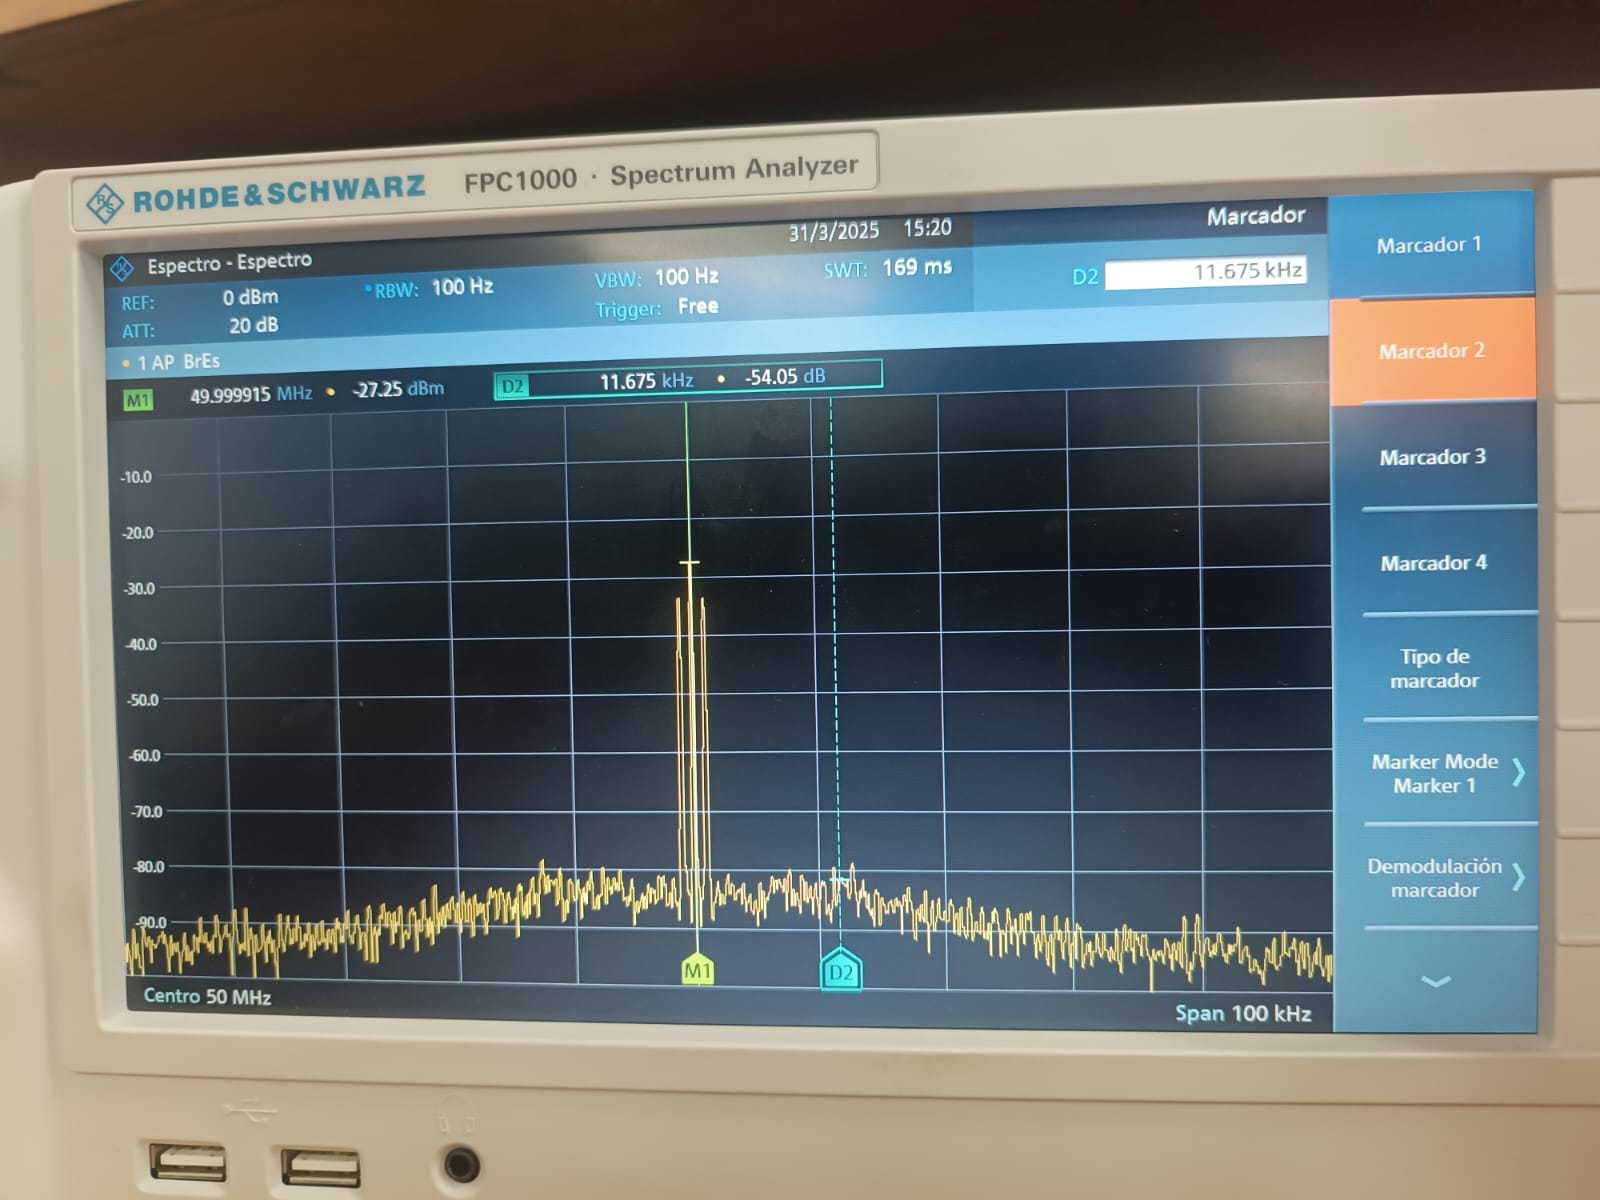 ROHDE & SCHWARZ FPC1000 · Spectrum Analyzer
31/3/2025 15:20 Marcador
Espectro - Espectro
REF: 0 dBm RBW: 100 Hz VBW: 100 Hz SWT: 169 ms D2 11.675 kHz
ATT: 20 dB Trigger: Free
1 AP BrEs
M1 49.999915 MHz • -27.25 dBm D2 11.675 kHz • -54.05 dB
-10.0
-20.0
-30.0
-40.0
-50.0
-60.0
-70.0
-80.0
-90.0
M1 D2
Centro 50 MHz Span 100 kHz
Marcador 1
Marcador 2
Marcador 3
Marcador 4
Tipo de
marcador
Marker Mode
Marker 1
Demodulación
marcador